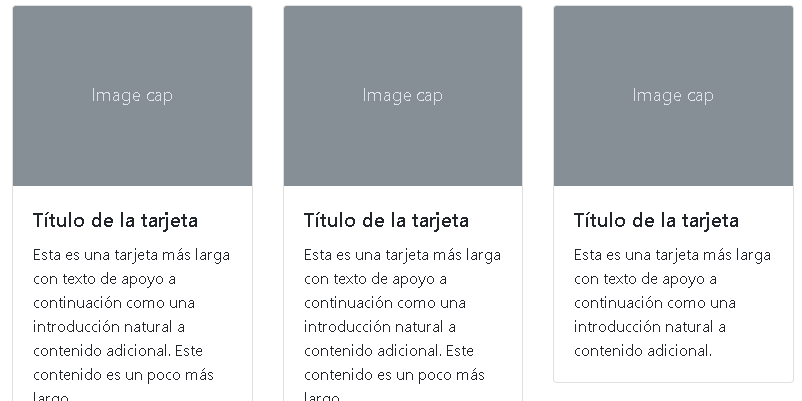 Image cap
Título de la tarjeta
Esta es una tarjeta más larga
con texto de apoyo a
continuación como una
introducción natural a
contenido adicional. Este
contenido es un poco más
largo.
Image cap
Título de la tarjeta
Esta es una tarjeta más larga
con texto de apoyo a
continuación como una
introducción natural a
contenido adicional. Este
contenido es un poco más
largo.
Image cap
Título de la tarjeta
Esta es una tarjeta más larga
con texto de apoyo a
continuación como una
introducción natural a
contenido adicional.